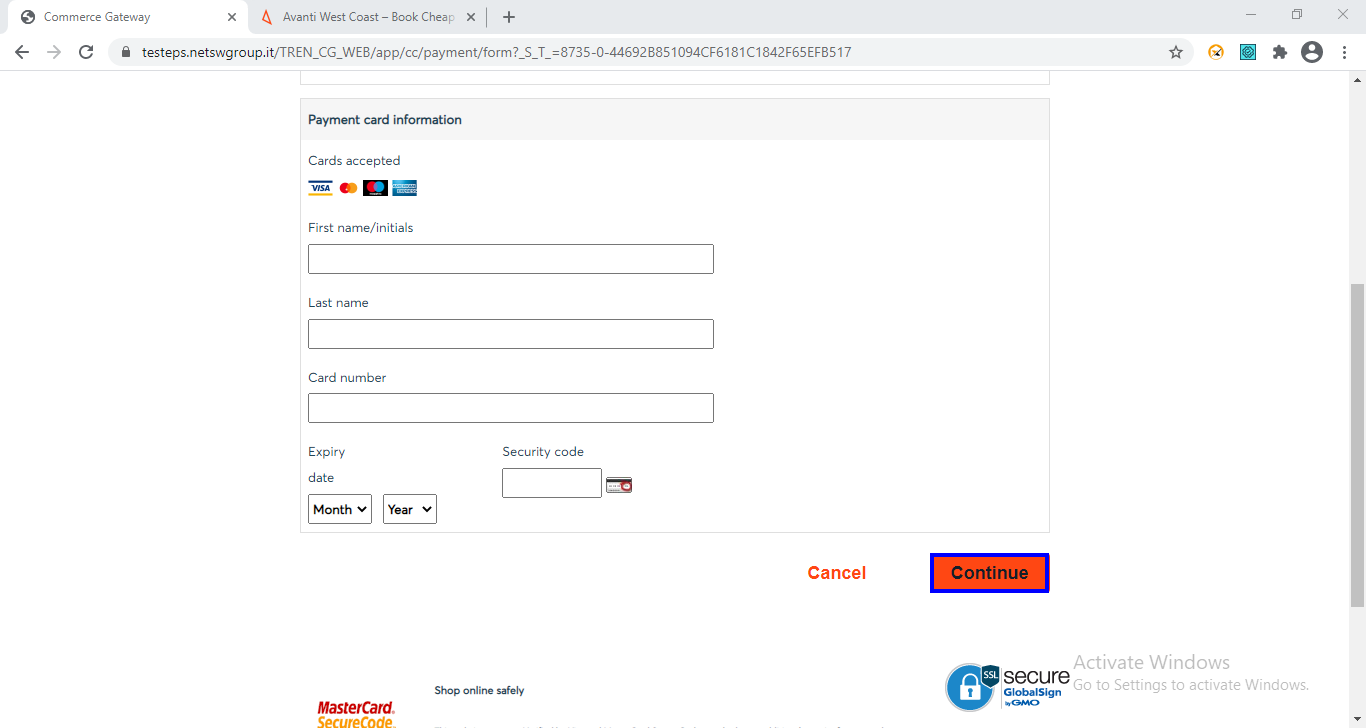 Commerce Gateway
Avanti West Coast – Book Cheap
testeps.netswgroup.it/TREN_CG_WEB/app/cc/payment/form?_S_T_=8735-0-44692B851094CF6181C1842F65EFB517
Payment card information
Cards accepted
VISA
First name/initials
Last name
Card number
Expiry date
Security code
Month
Year
Cancel
Continue
Activate Windows
Go to Settings to activate Windows.
SSL
secure
GlobalSign
by GMO
Shop online safely
MasterCard.
SecureCode.